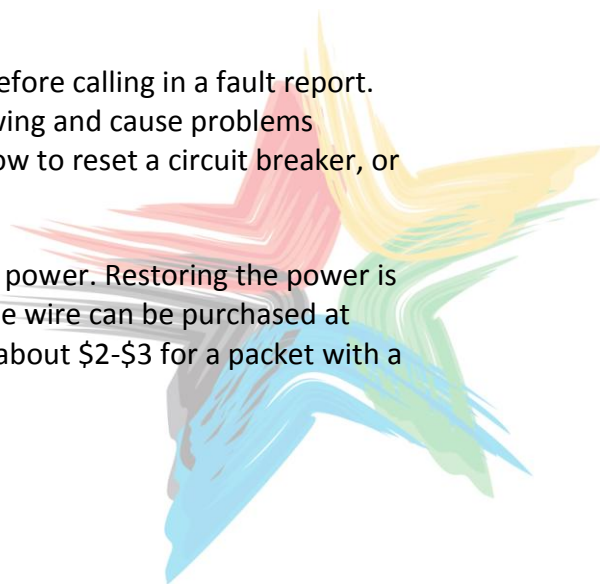 efore calling in a fault report.
wing and cause problems
ow to reset a circuit breaker, or
power. Restoring the power is
e wire can be purchased at
about $2-$3 for a packet with a